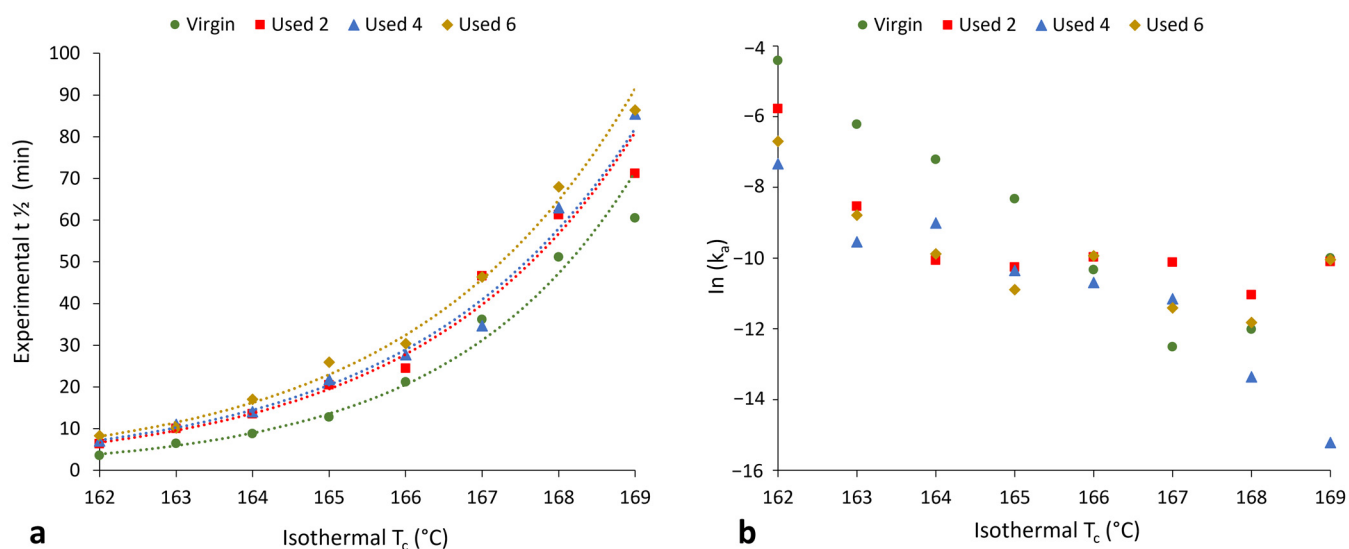 Virgin Used 2 Used 4 Used 6
Experimental t ½ (min)
100
90
80
70
60
50
40
30
20
10
0
162 163 164 165 166 167 168 169
Isothermal Tc (°C)
a
Virgin Used 2 Used 4 Used 6
ln (ka)
−4
−6
−8
−10
−12
−14
−16
162 163 164 165 166 167 168 169
Isothermal Tc (°C)
b